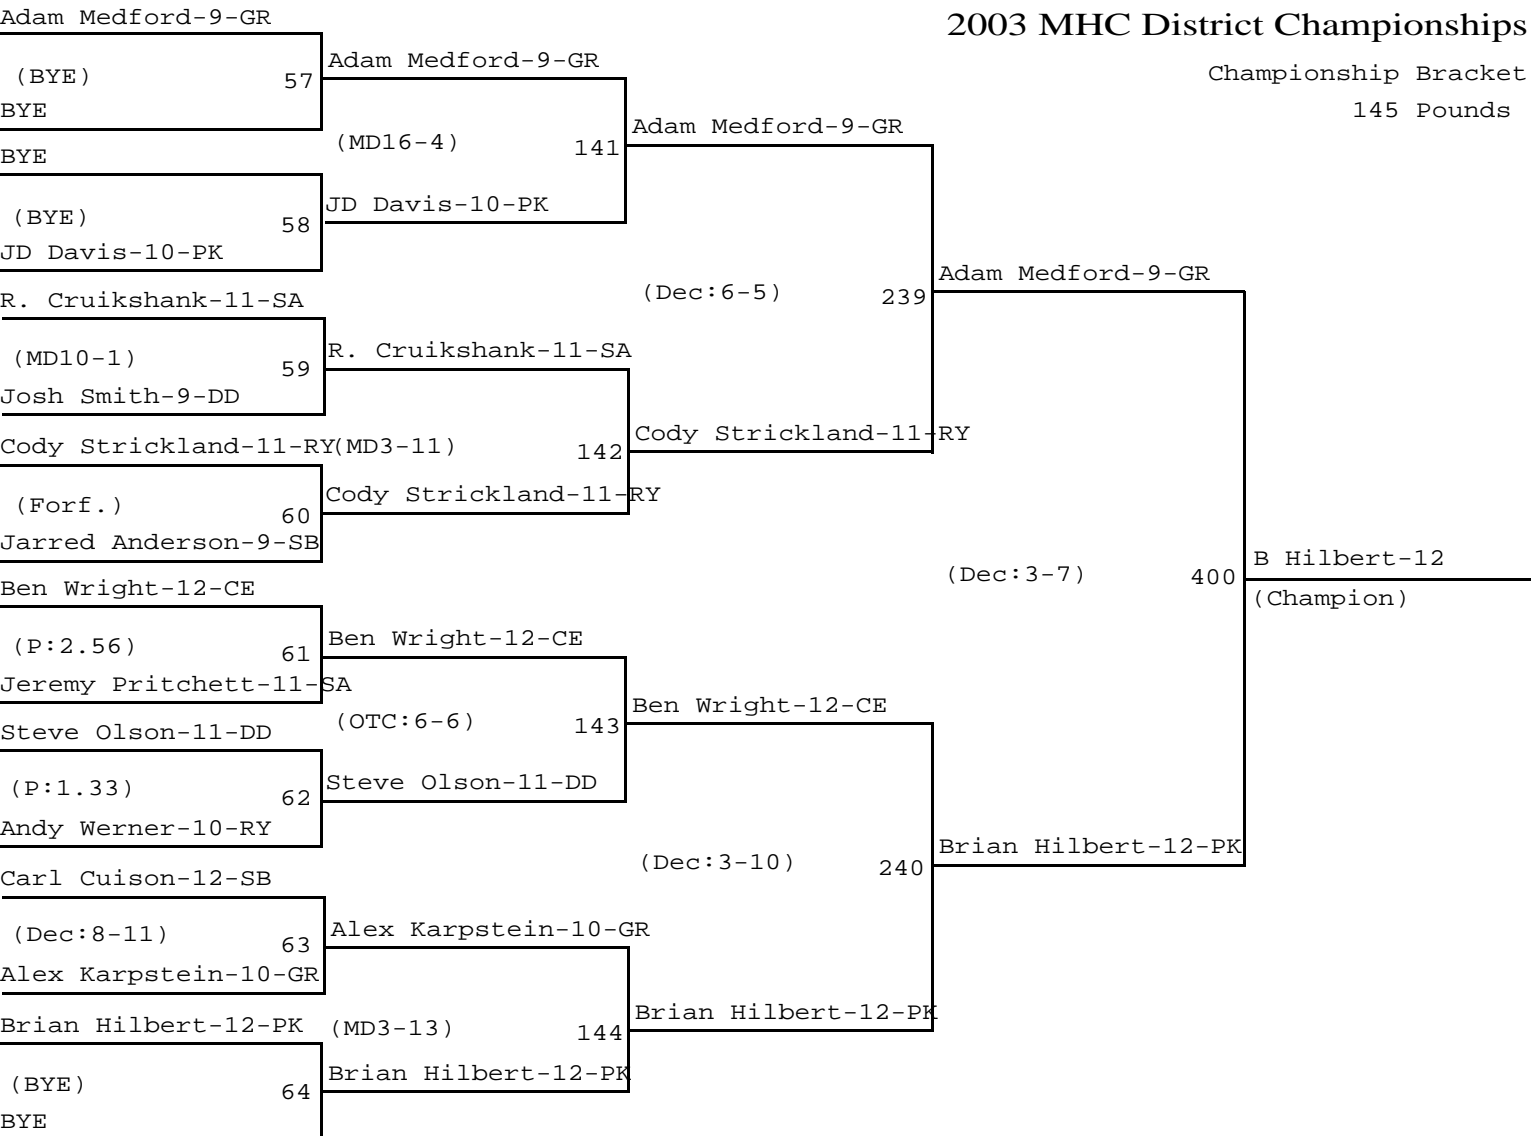 2003 MHC District Championships
Championship Bracket
145 Pounds
Adam Medford-9-GR
(BYE)
57
BYE
BYE
(BYE)
58
JD Davis-10-PK
R. Cruikshank-11-SA
(MD10-1)
59
Josh Smith-9-DD
Cody Strickland-11-RY
(Forf.)
60
Jarred Anderson-9-SB
Ben Wright-12-CE
(P:2.56)
61
Jeremy Pritchett-11-SA
Steve Olson-11-DD
(P:1.33)
62
Andy Werner-10-RY
Carl Cuison-12-SB
(Dec:8-11)
63
Alex Karpstein-10-GR
Brian Hilbert-12-PK
(BYE)
64
BYE
Adam Medford-9-GR
(MD16-4)
141
JD Davis-10-PK
R. Cruikshank-11-SA
(MD3-11)
142
Cody Strickland-11-RY
Ben Wright-12-CE
(OTC:6-6)
143
Steve Olson-11-DD
Alex Karpstein-10-GR
(MD3-13)
144
Brian Hilbert-12-PK
Adam Medford-9-GR
(Dec:6-5)
239
Cody Strickland-11-RY
Ben Wright-12-CE
(Dec:3-10)
240
Brian Hilbert-12-PK
Adam Medford-9-GR
(Dec:3-7)
400
Brian Hilbert-12-PK
B Hilbert-12
(Champion)